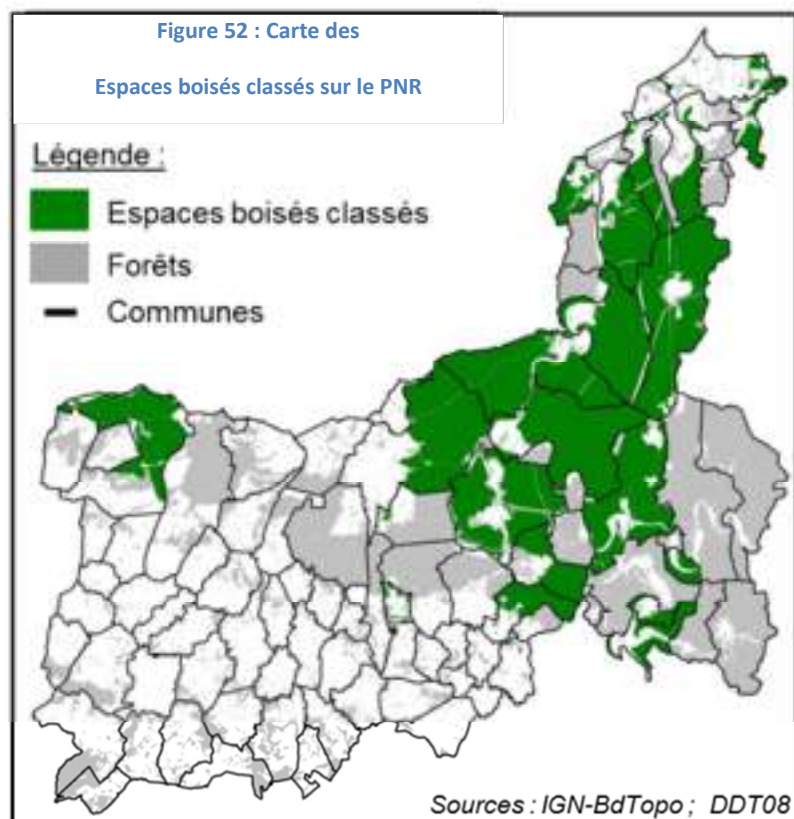 Figure 52 : Carte des
Espaces boisés classés sur le PNR
Légende :
Espaces boisés classés
Forêts
Communes
Sources : IGN-BdTopo ; DDT08